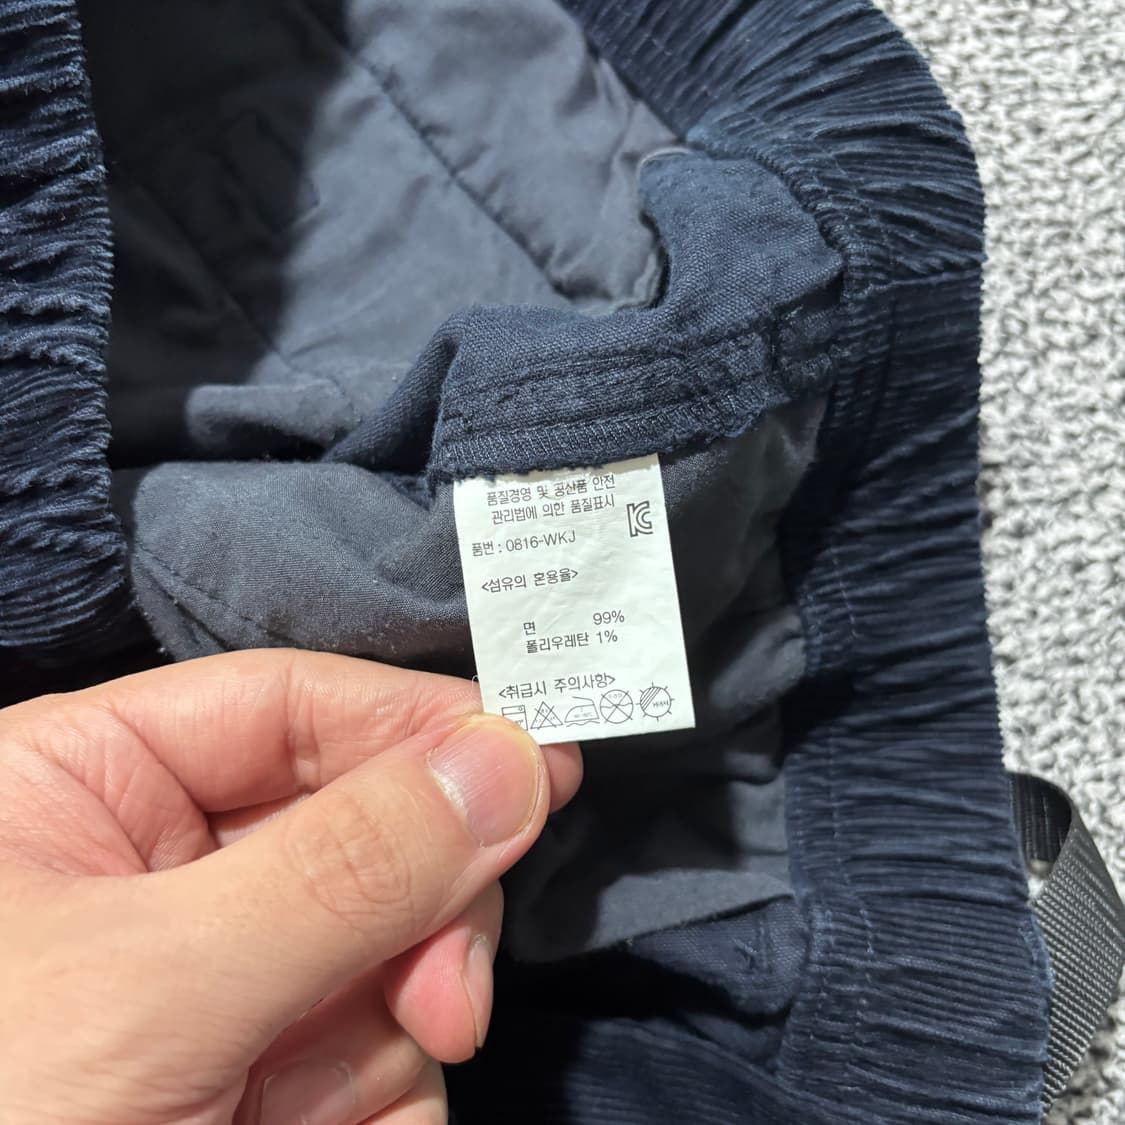 품질경영 및 공산품 안전
관리법에 의한 품질표시
품번 : 0816-WKJ
<섬유의 혼용율>
면 99%
폴리우레탄 1%
<취급시 주의사항>